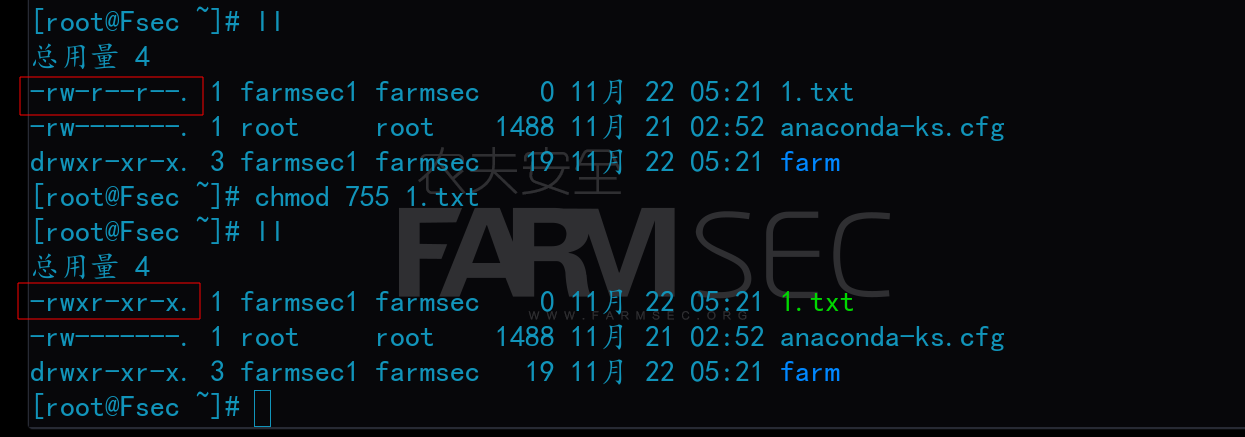 [root@Fsec ~]# ll
总用量 4
-rw-r--r--. 1 farmsec1 farmsec    0 11月 22 05:21 1.txt
-rw-------. 1 root     root    1488 11月 21 02:52 anaconda-ks.cfg
drwxr-xr-x. 3 farmsec1 farmsec   19 11月 22 05:21 farm
[root@Fsec ~]# chmod 755 1.txt
[root@Fsec ~]# ll
总用量 4
-rwxr-xr-x. 1 farmsec1 farmsec    0 11月 22 05:21 1.txt
-rw-------. 1 root     root    1488 11月 21 02:52 anaconda-ks.cfg
drwxr-xr-x. 3 farmsec1 farmsec   19 11月 22 05:21 farm
[root@Fsec ~]#
农夫安全
FARMSEC
WWW.FARMSEC.ORG